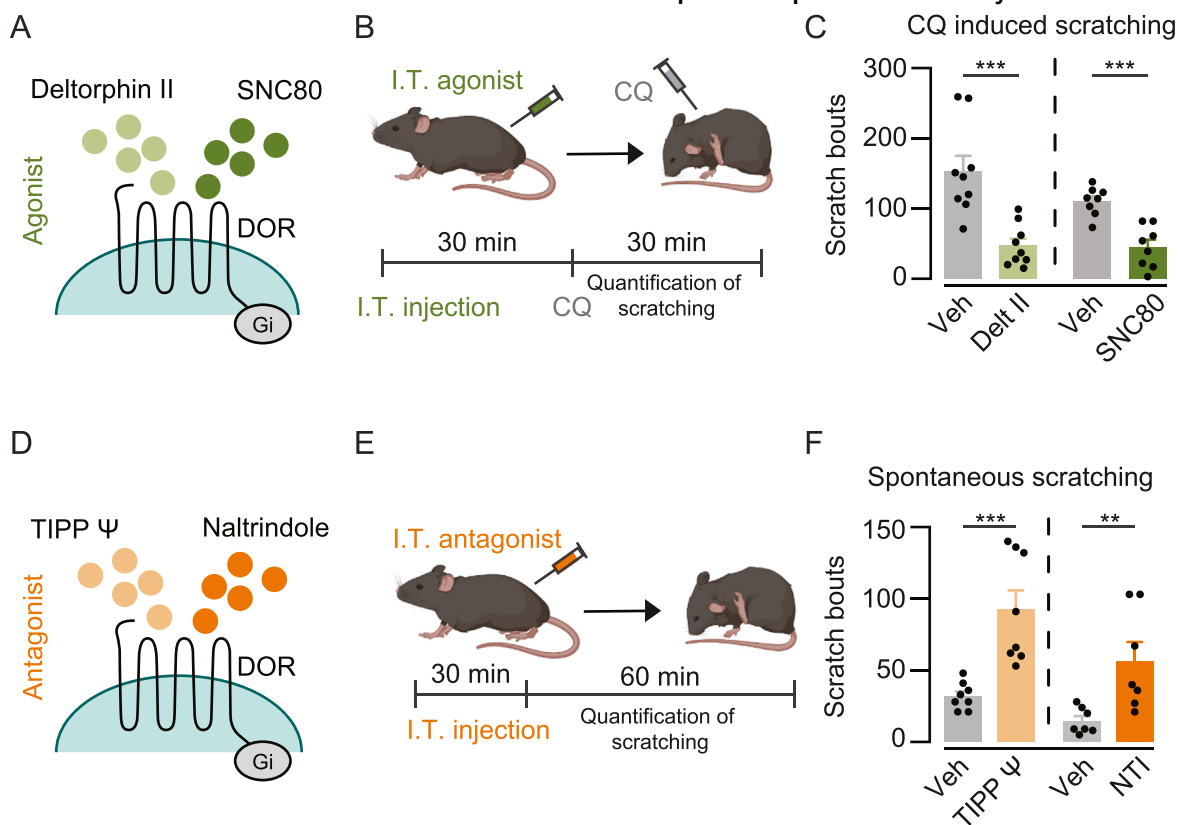 A
Deltorphin II
SNC80
Agonist
DOR
Gi
B
I.T. agonist
CQ
30 min
30 min
I.T. injection
CQ
Quantification of
scratching
C
CQ induced scratching
Scratch bouts
300
200
100
0
***
***
Veh
Delt II
Veh
SNC80
D
TIPP Ψ
Naltrindole
Antagonist
DOR
Gi
E
I.T. antagonist
30 min
60 min
I.T. injection
Quantification of
scratching
F
Spontaneous scratching
Scratch bouts
150
100
50
0
***
**
Veh
TIPP Ψ
Veh
NTI